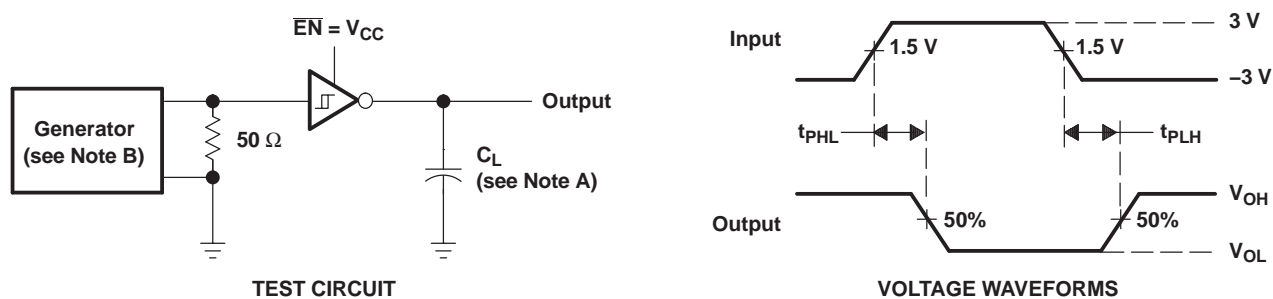 EN = VCC
Generator
(see Note B)
50 Ω
Output
CL
(see Note A)
TEST CIRCUIT
Input
3 V
1.5 V
1.5 V
–3 V
tPHL
tPLH
Output
VOH
50%
50%
VOL
VOLTAGE WAVEFORMS